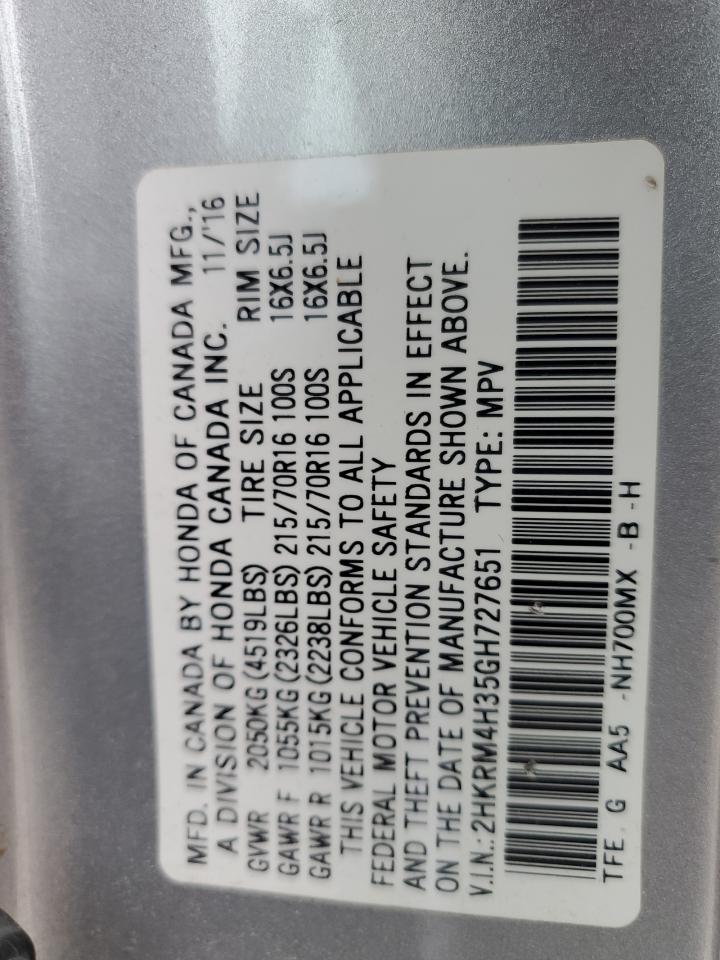 MFD. IN CANADA BY HONDA OF CANADA MFG.,
A DIVISION OF HONDA CANADA INC. 11/'16
GVWR 2050KG(4519LBS) TIRE SIZE RIM SIZE
GAWR F 1055KG(2326LBS) 215/70R16 100S 16X6.5J
GAWR R 1015KG(2238LBS) 215/70R16 100S 16X6.5J
THIS VEHICLE CONFORMS TO ALL APPLICABLE
FEDERAL MOTOR VEHICLE SAFETY
AND THEFT PREVENTION STANDARDS IN EFFECT
ON THE DATE OF MANUFACTURE SHOWN ABOVE.
V.I.N.: 2HKRM4H35GH727651 TYPE: MPV
TFE G AA5 -NH700MX -B -H